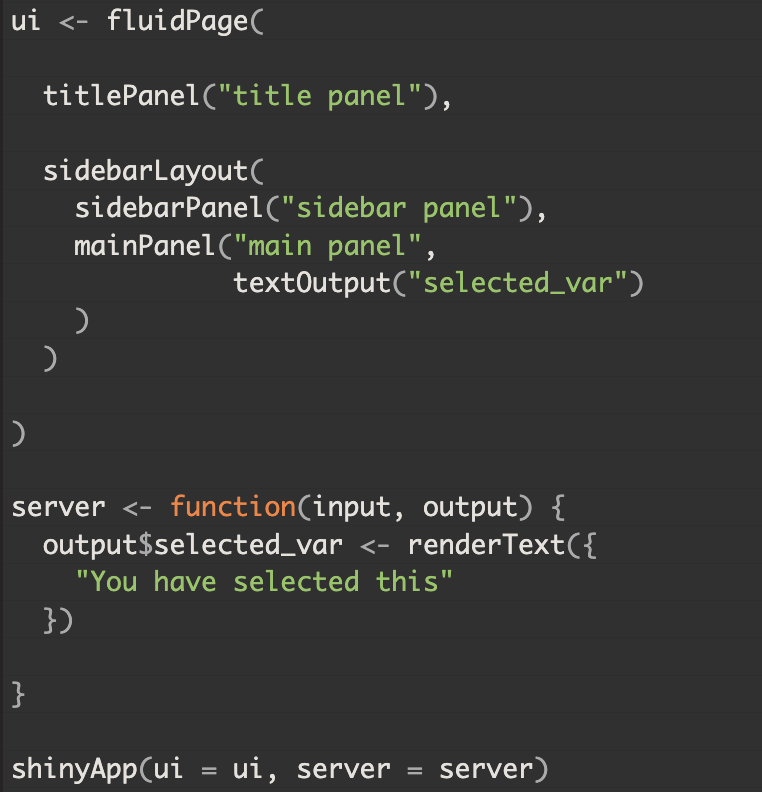 ui <- fluidPage(
titlePanel("title panel"),
sidebarLayout(
sidebarPanel("sidebar panel"),
mainPanel("main panel",
textOutput("selected_var")
)
)
)
server <- function(input, output) {
output$selected_var <- renderText({
"You have selected this"
})
}
shinyApp(ui = ui, server = server)